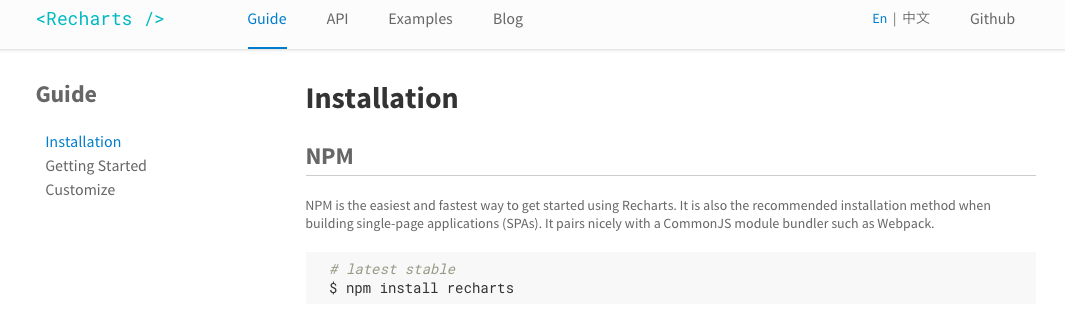 <Recharts /> Guide API Examples Blog En | 中文 Github
Guide
Installation
Getting Started
Customize
Installation
NPM
NPM is the easiest and fastest way to get started using Recharts. It is also the recommended installation method when
building single-page applications (SPAs). It pairs nicely with a CommonJS module bundler such as Webpack.
# latest stable
$ npm install recharts